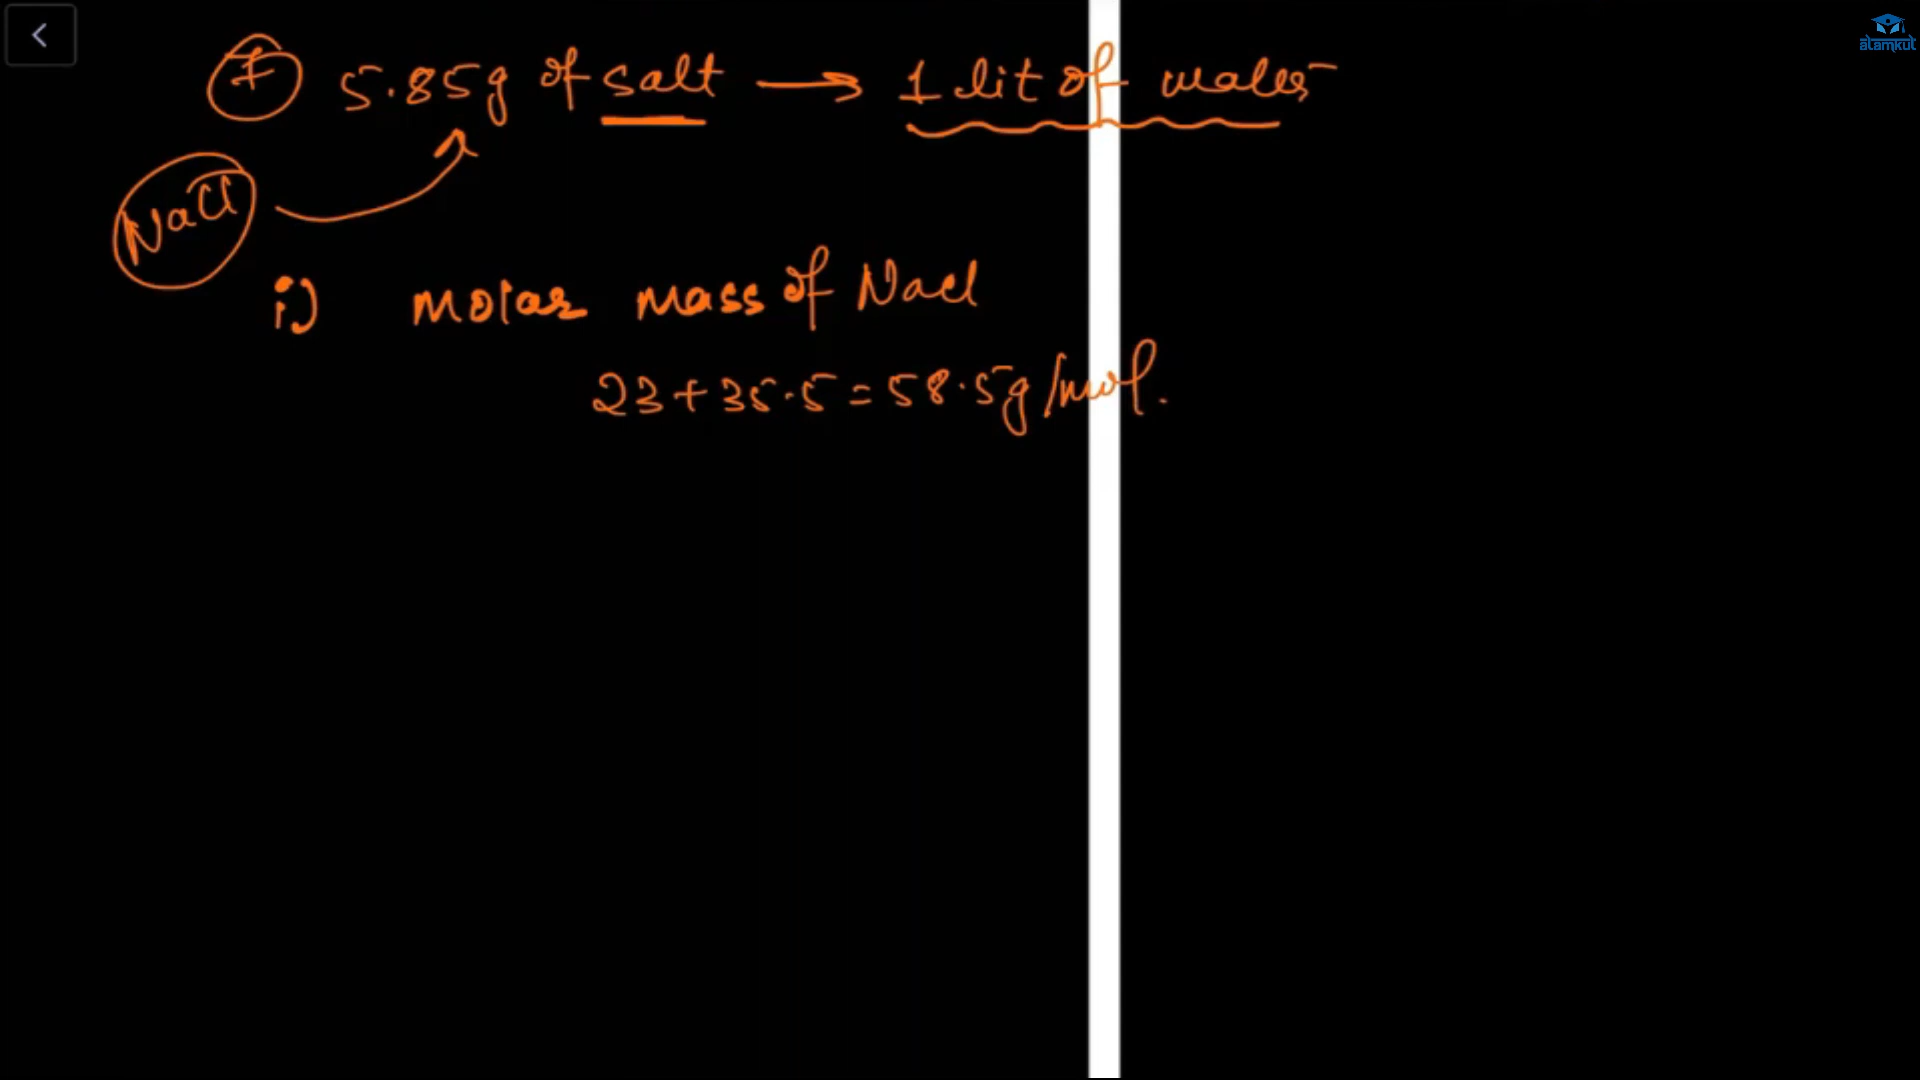 I 5.85g of salt → 1 lit of water
NaCl
i) molar mass of NaCl
23+35.5=58.5g/mol.
alamkut